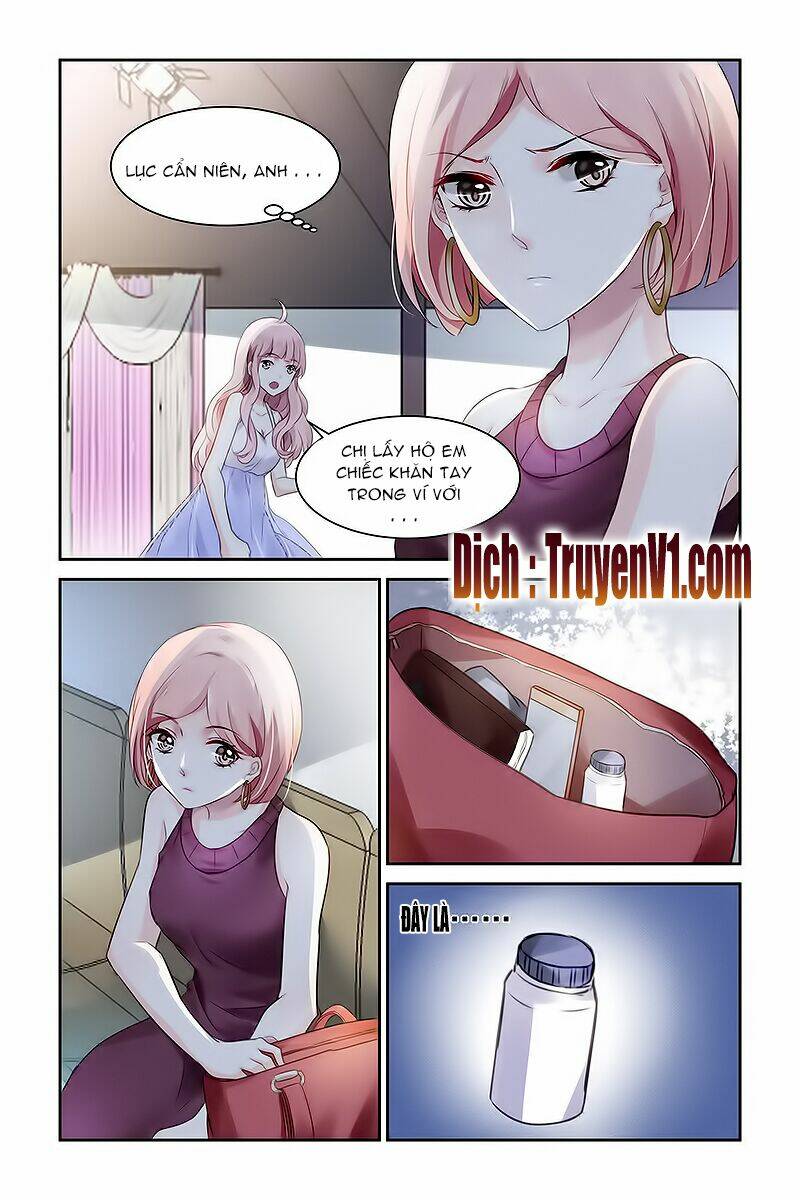 LỤC CẨN NIÊN, ANH . . .
CHỊ LẤY HỘ EM
CHIẾC KHĂN TAY
TRONG VÍ VỚI
. . .
Dịch : TruyenV1.com
ĐÂY LÀ······